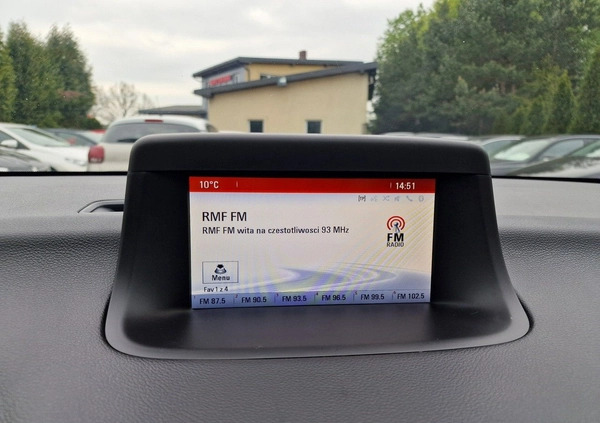 10°C
14:51
RMF FM
RMF FM wita na czestotliwosci 93 MHz
FM
RADIO
Menu
Fav 1 z 4
FM 87.5 FM 90.5 FM 93.5 FM 96.5 FM 99.5 FM 102.5